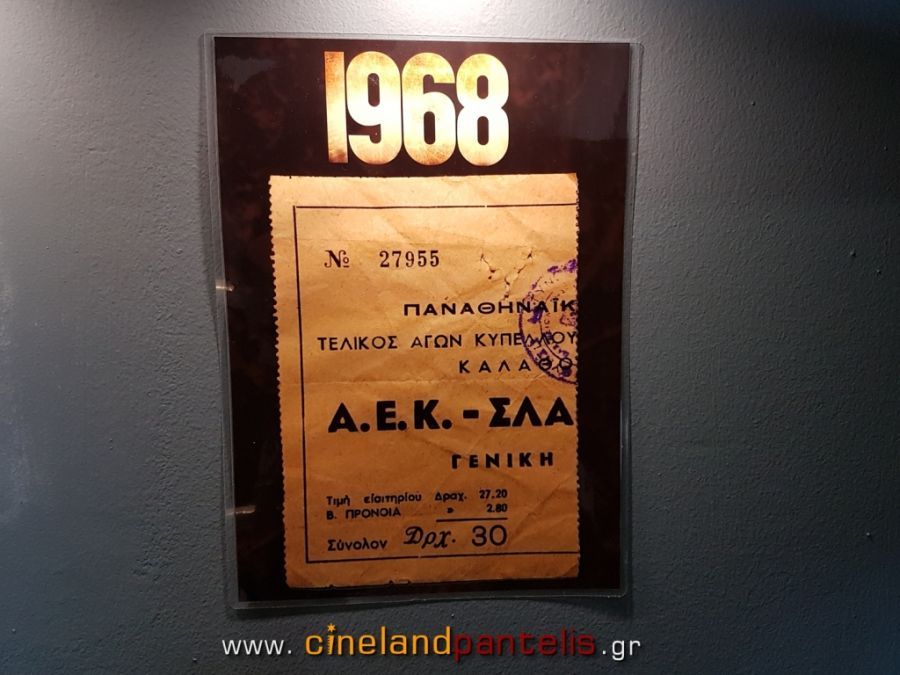 1968
№ 27955
ΠΑΝΑΘΗΝΑΪΚ
ΤΕΛΙΚΟΣ ΑΓΩΝ ΚΥΠΕΛΛΟΥ
ΚΑΛΑΘΟ
Α.Ε.Κ. - ΣΛΑ
ΓΕΝΙΚΗ
Τιμή εἰσιτηρίου Δραχ. 27.20
Β. ΠΡΟΝΟΙΑ » 2.80
Σύνολον Δρχ. 30
www.cinelandpantelis.gr